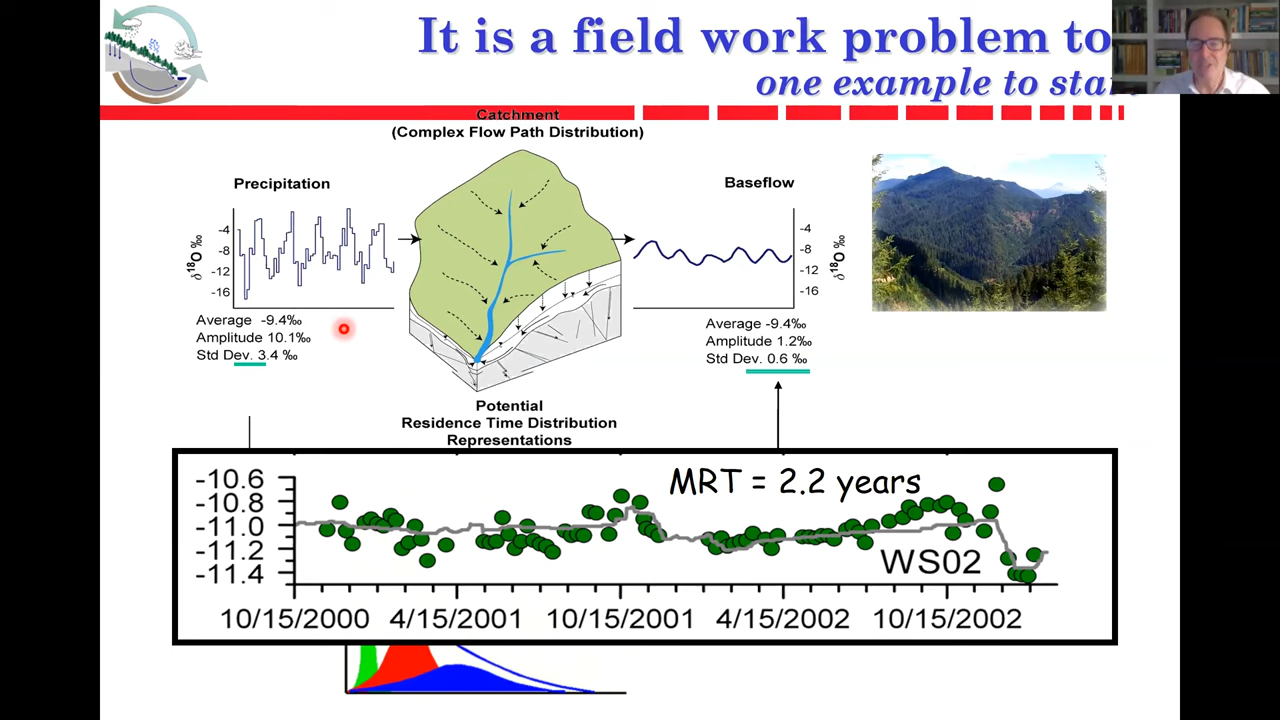 It is a field work problem to
one example to
Catchment
(Complex Flow Path Distribution)
Precipitation
Baseflow
-4
-8
-12
-16
δ18O ‰
-4
-8
-12
-16
δ18O ‰
Average -9.4‰
Amplitude 10.1‰
Std Dev. 3.4 ‰
Average -9.4‰
Amplitude 1.2‰
Std Dev. 0.6 ‰
Potential
Residence Time Distribution
Representations
MRT = 2.2 years
-10.6
-10.8
-11.0
-11.2
-11.4
WS02
10/15/2000 4/15/2001 10/15/2001 4/15/2002 10/15/2002